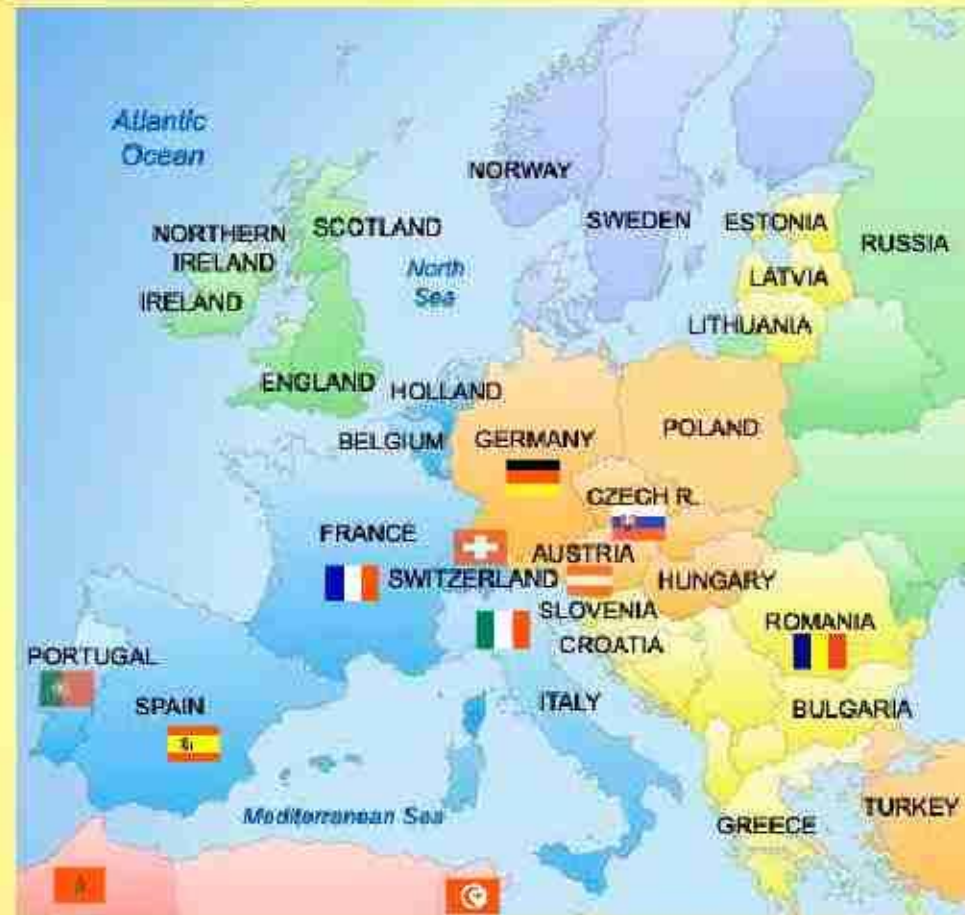 Atlantic
Ocean
NORWAY
SWEDEN
ESTONIA
RUSSIA
NORTHERN
IRELAND
SCOTLAND
North
Sea
LATVIA
IRELAND
LITHUANIA
ENGLAND
HOLLAND
BELGIUM
GERMANY
POLAND
CZECH R.
FRANCE
AUSTRIA
SWITZERLAND
HUNGARY
SLOVENIA
ROMANIA
CROATIA
PORTUGAL
SPAIN
ITALY
BULGARIA
Mediterranean Sea
GREECE
TURKEY